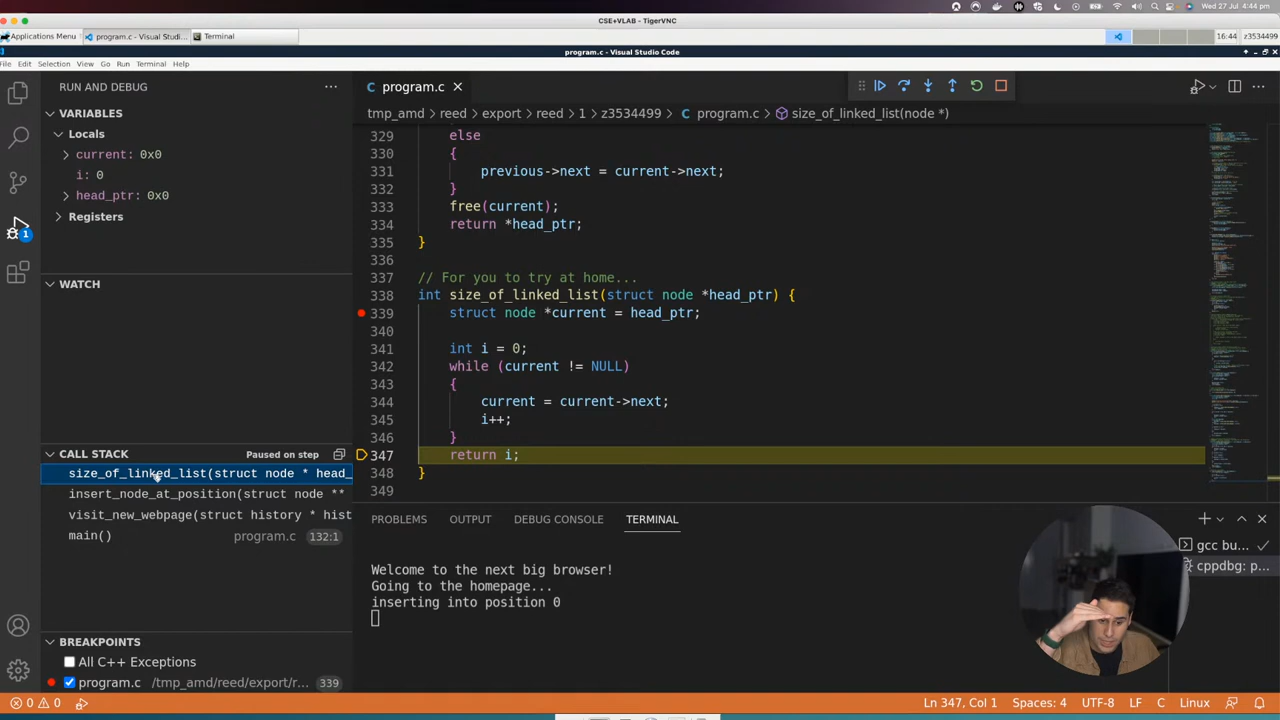 Wed 27 Jul 4:44 pm
CSE+VLAB - TigerVNC
Applications Menu
program.c - Visual Studi...
Terminal
16:44
z3534499
program.c - Visual Studio Code
File Edit Selection View Go Run Terminal Help
RUN AND DEBUG
VARIABLES
Locals
current: 0x0
i: 0
head_ptr: 0x0
Registers
WATCH
CALL STACK
Paused on step
size_of_linked_list(struct node * head_
insert_node_at_position(struct node **
visit_new_webpage(struct history * hist
main()
program.c
132:1
BREAKPOINTS
All C++ Exceptions
program.c /tmp_amd/reed/export/r... 339
1
program.c
tmp_amd > reed > export > reed > 1 > z3534499 > program.c > size_of_linked_list(node *)
329 else
330 {
331 previous->next = current->next;
332 }
333 free(current);
334 return head_ptr;
335 }
336
337 // For you to try at home...
338 int size_of_linked_list(struct node *head_ptr) {
339 struct node *current = head_ptr;
340
341 int i = 0;
342 while (current != NULL)
343 {
344 current = current->next;
345 i++;
346 }
347 return i;
348 }
349
PROBLEMS OUTPUT DEBUG CONSOLE TERMINAL
Welcome to the next big browser!
Going to the homepage...
inserting into position 0
gcc bu...
cppdbg: p...
0 0
Ln 347, Col 1 Spaces: 4 UTF-8 LF C Linux